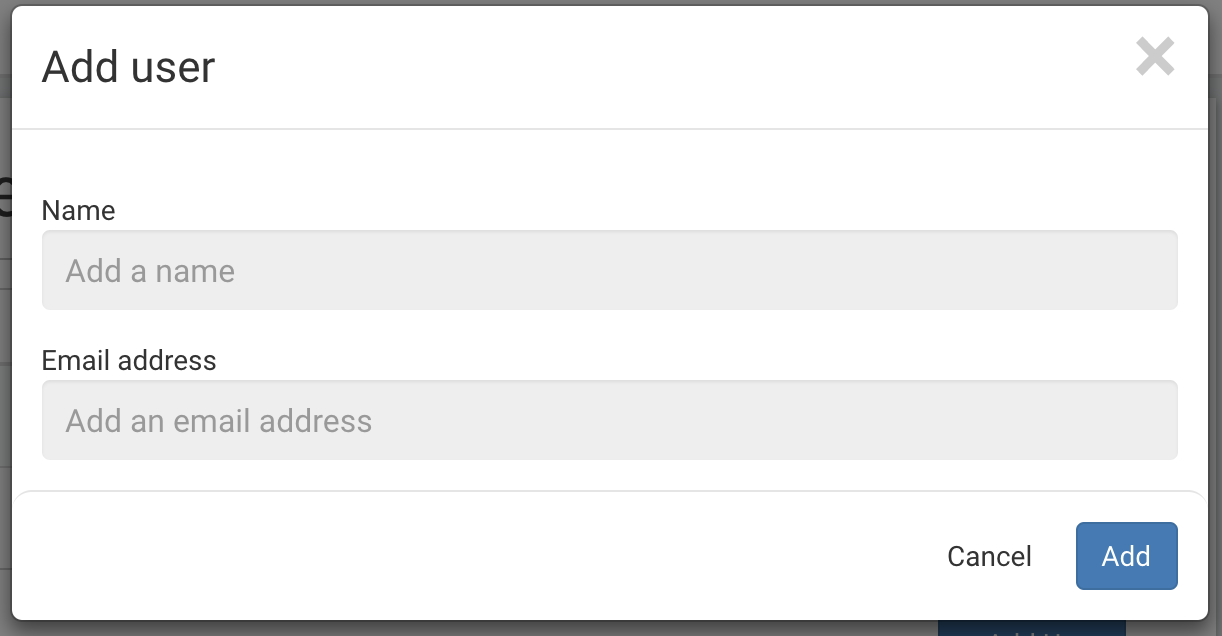 Add user
Name
Add a name
Email address
Add an email address
Cancel
Add